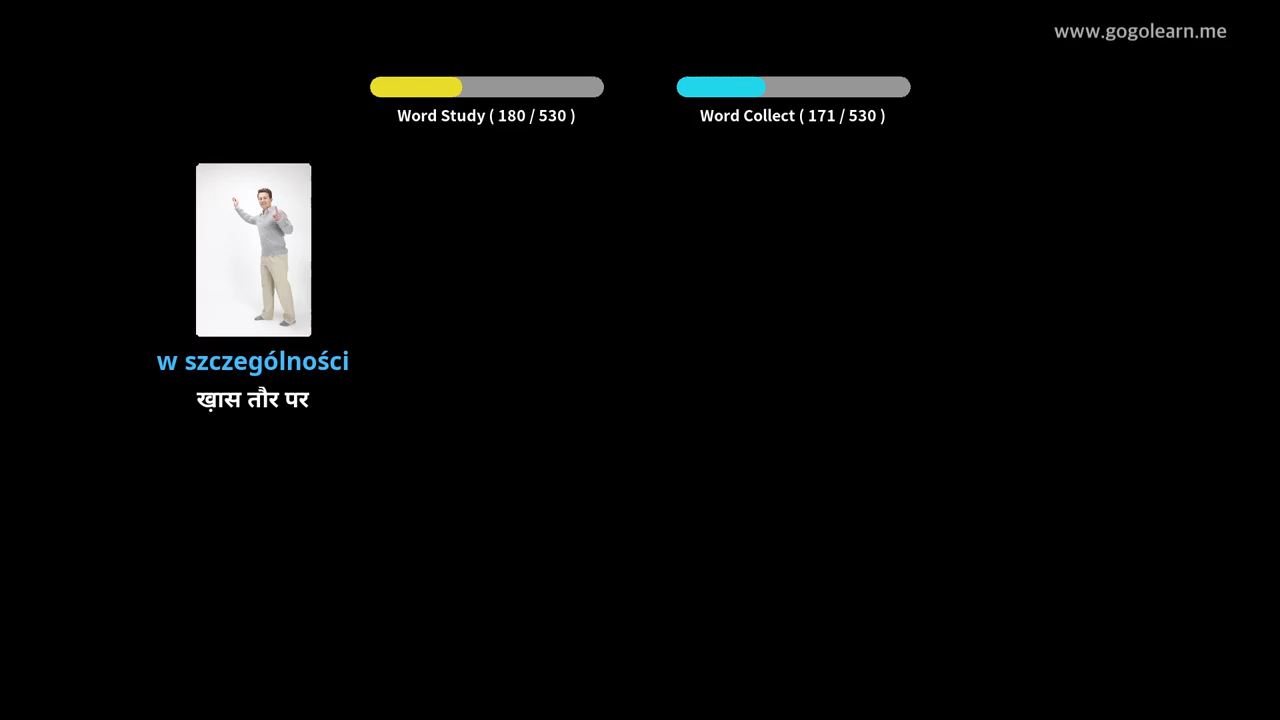 www.gogolearn.me
Word Study ( 180 / 530 )
Word Collect ( 171 / 530 )
w szczególności
ख़ास तौर पर